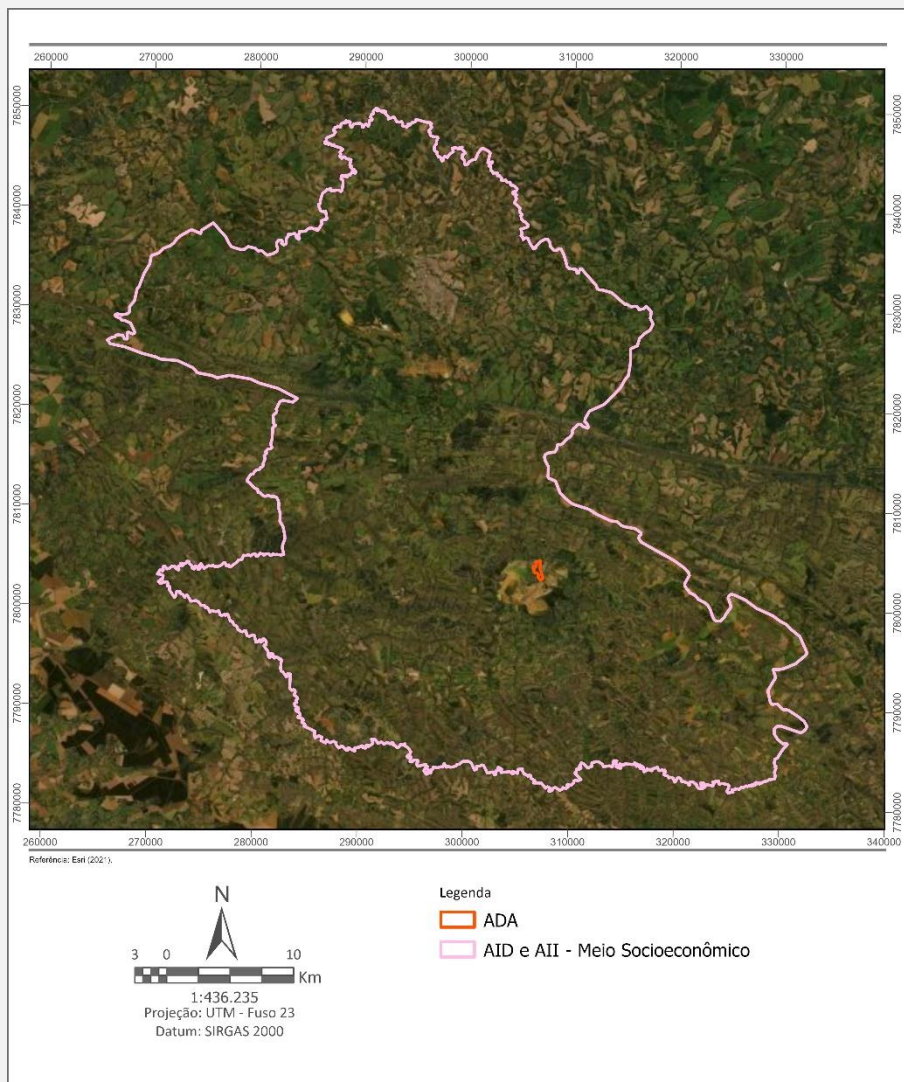 260000 270000 280000 290000 300000 310000 320000 330000
7850000 7840000 7830000 7820000 7810000 7800000 7790000 7780000
7850000 7840000 7830000 7820000 7810000 7800000 7790000 7780000
260000 270000 280000 290000 300000 310000 320000 330000 340000
Referência: Esri (2021).
N
3 0 10
Km
1:436.235
Projeção: UTM - Fuso 23
Datum: SIRGAS 2000
Legenda
ADA
AID e AII - Meio Socioeconômico